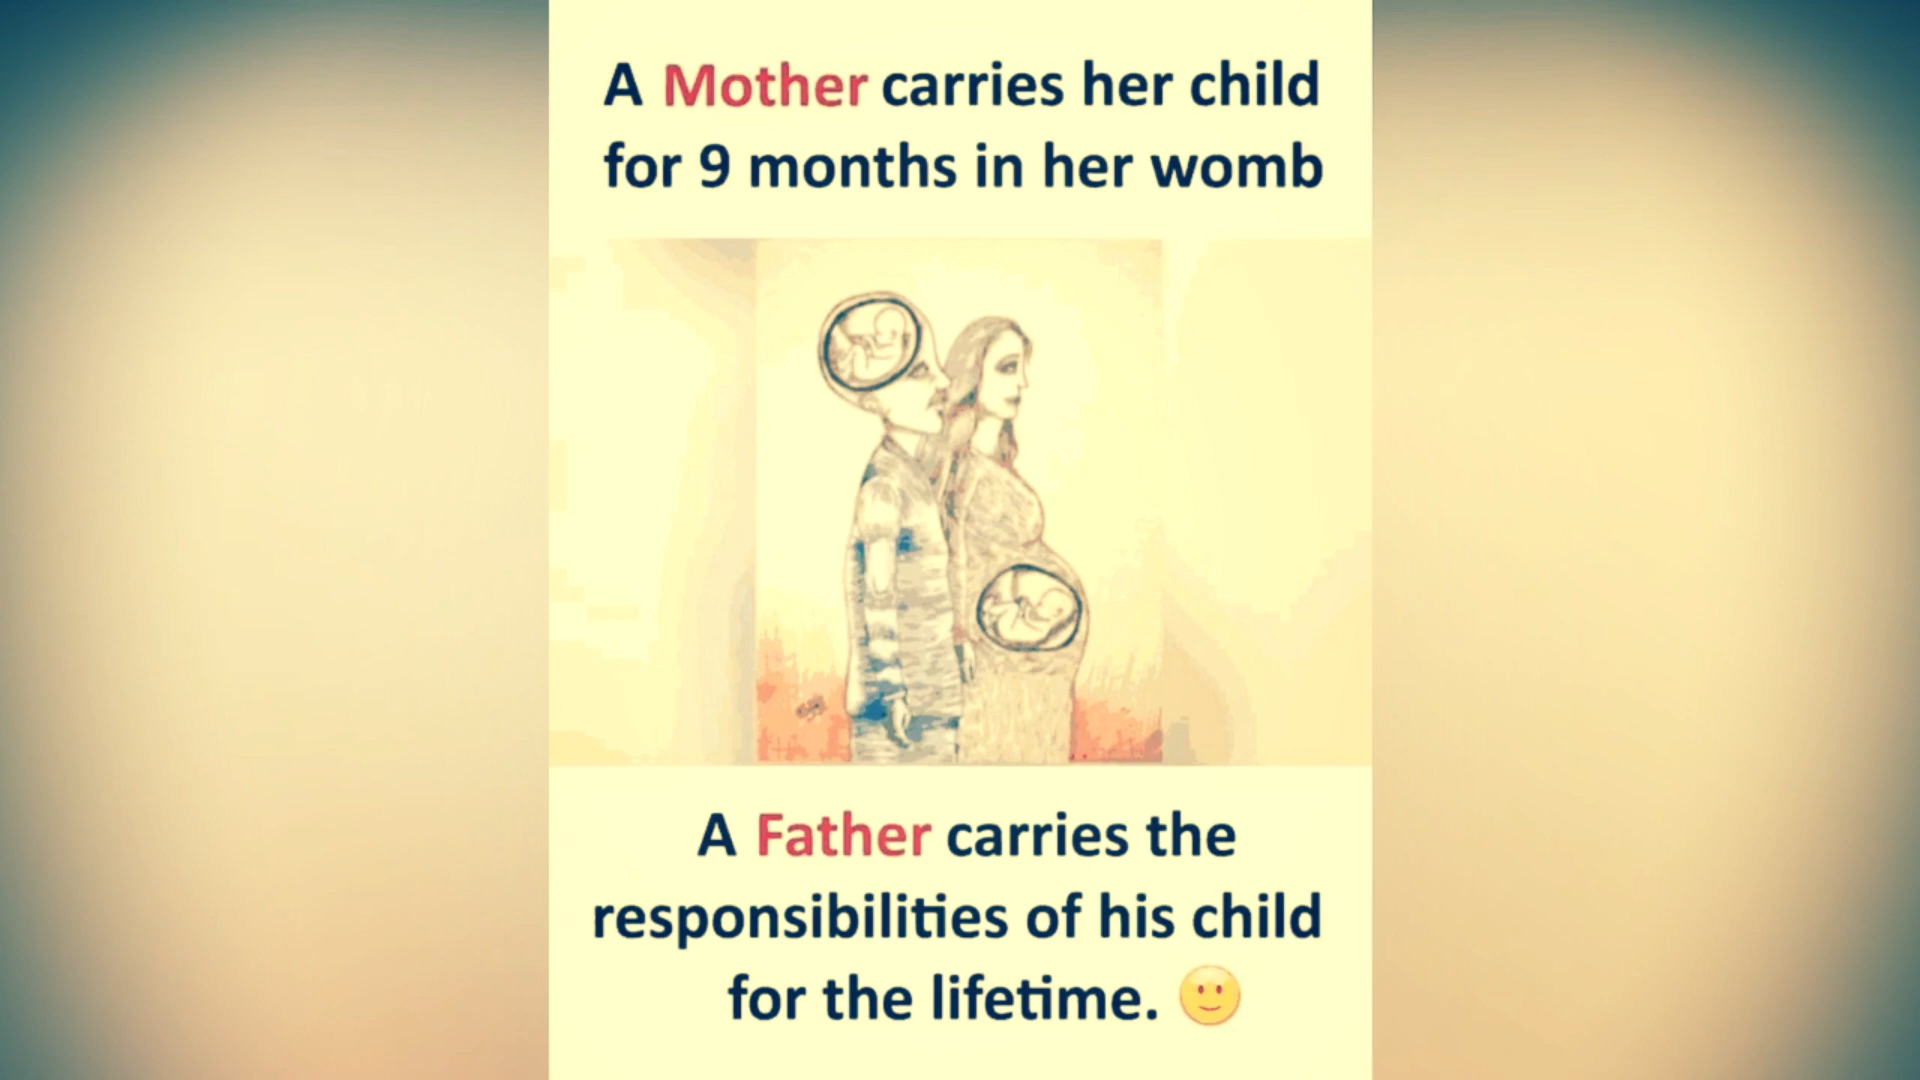 A Mother carries her child
for 9 months in her womb
A Father carries the
responsibilities of his child
for the lifetime. 🙂